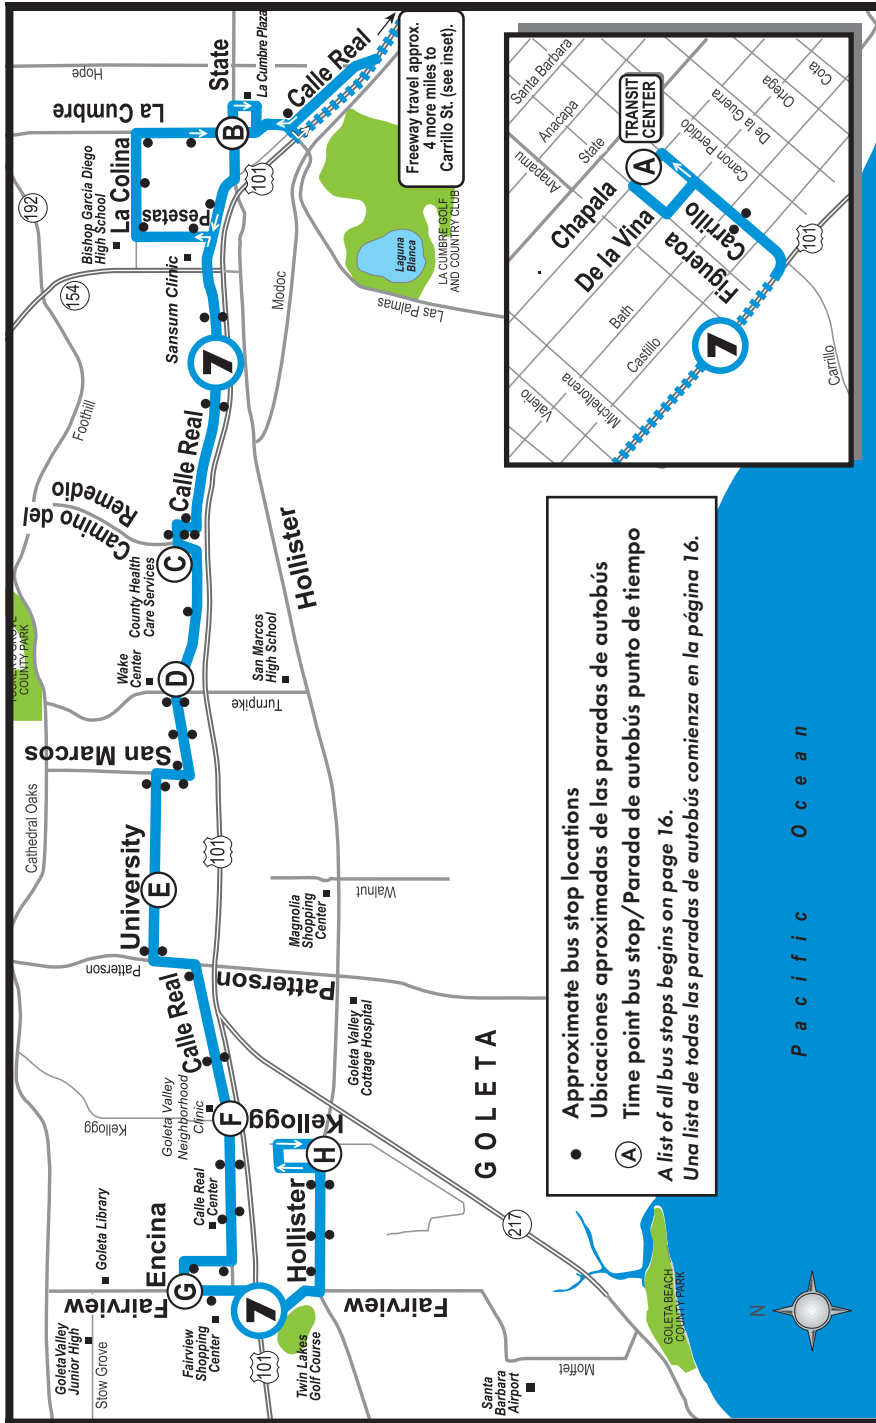 192
154
Hope
La Cumbre
State
La Cumbre Plaza
Calle Real
Freeway travel approx.
4 more miles to
Carrillo St. (see inset).
B
La Colina
Pesetas
Bishop Garcia Diego
High School
Sansum Clinic
101
Modoc
Laguna
Blanca
LA CUMBRE GOLF
AND COUNTRY CLUB
Las Palmas
Foothill
7
Calle Real
Camino del
Remedio
C
County Health
Care Services
Hollister
COUNTY PARK
Wake
Center
D
Turnpike
San Marcos
High School
San Marcos
Cathedral Oaks
University
E
101
Magnolia
Shopping
Center
Walnut
Patterson
Patterson
Calle Real
Goleta Valley
Cottage Hospital
Kellogg
Goleta Valley
Neighborhood
Clinic
F
Kellogg
H
Hollister
GOLETA
217
Calle Real
Center
Goleta Library
Encina
G
Fairview
Fairview
Goleta Valley
Junior High
Stow Grove
Fairview
Shopping
Center
7
101
Twin Lakes
Golf Course
Santa
Barbara
Airport
Moffet
GOLETA BEACH
COUNTY PARK
N
Pacific Ocean
Approximate bus stop locations
Ubicaciones aproximadas de las paradas de autobús
A Time point bus stop/Parada de autobús punto de tiempo
A list of all bus stops begins on page 16.
Una lista de todas las paradas de autobús comienza en la página 16.
Santa Barbara
Anacapa
State
Anapamu
A
TRANSIT
CENTER
Chapala
De la Vina
Figueroa
Carrillo
Canon Perdido
De la Guerra
Ortega
Cota
Bath
Castillo
Micheltorena
Valerio
7
101
Carrillo